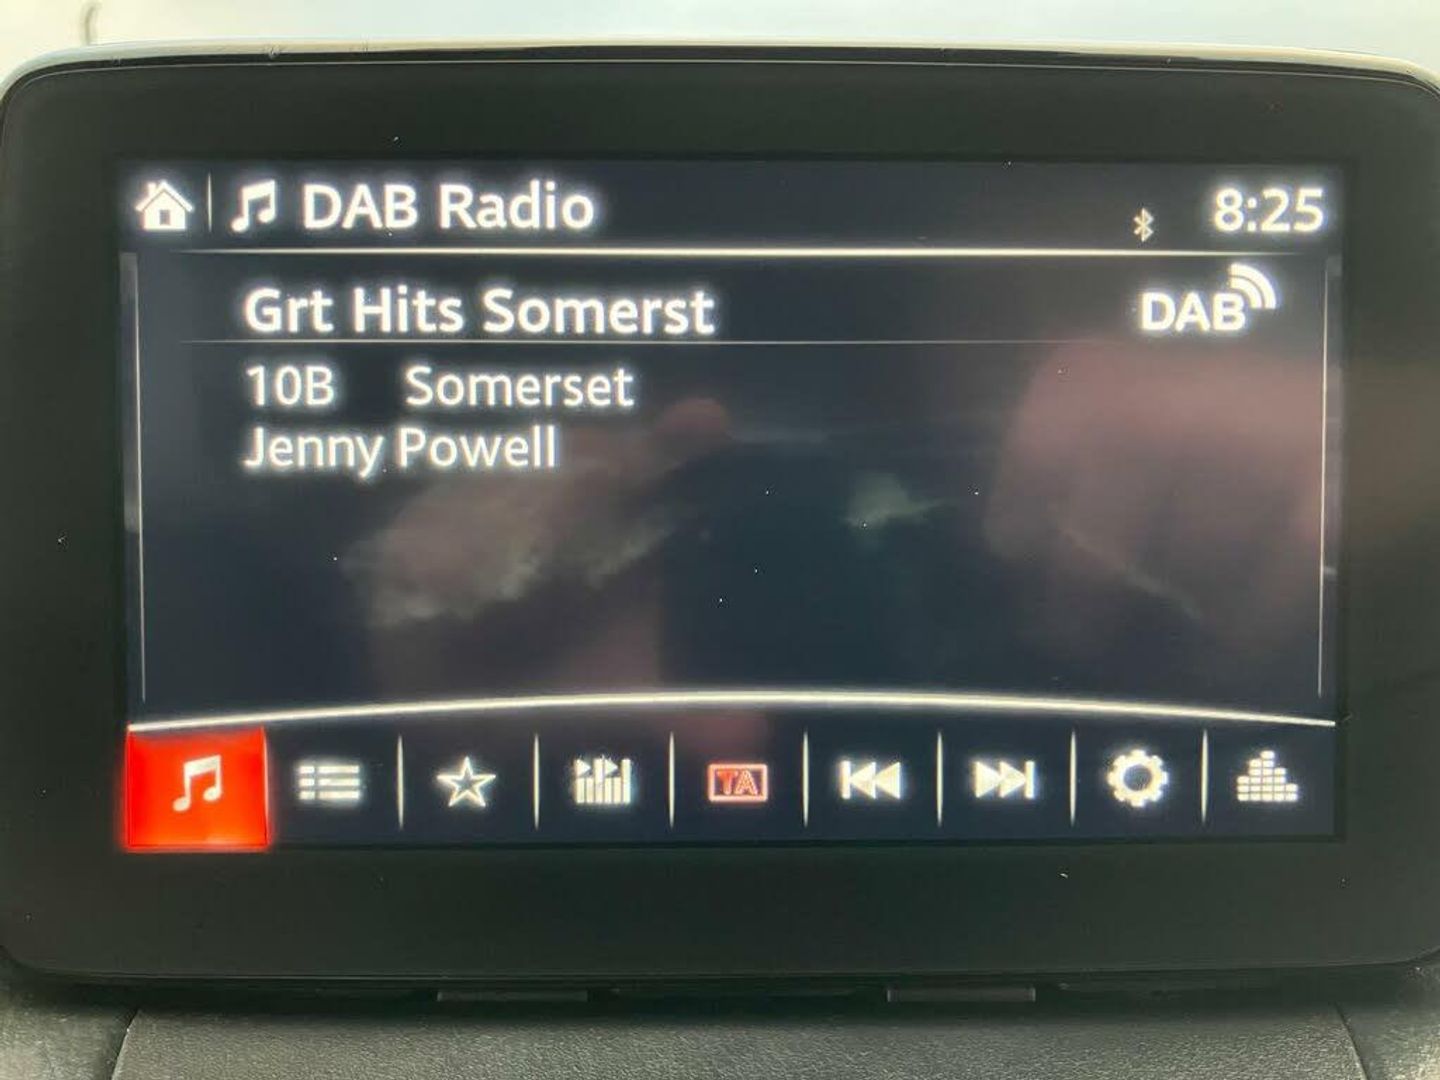 DAB Radio
8:25
Grt Hits Somerst
DAB
10B Somerset
Jenny Powell
TA